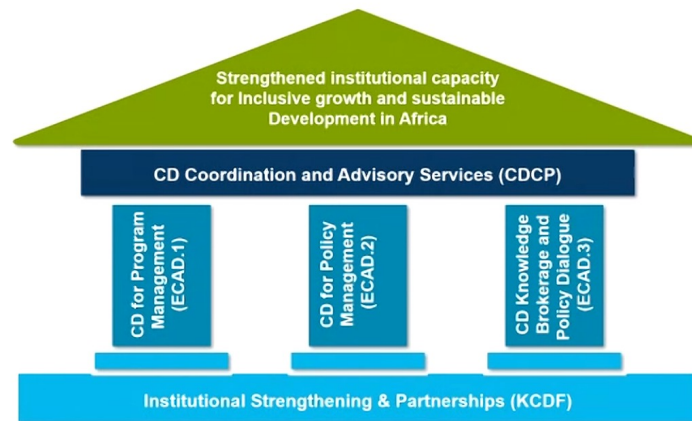 Strengthened institutional capacity
for Inclusive growth and sustainable
Development in Africa
CD Coordination and Advisory Services (CDCP)
CD for Program
Management
(ECAD.1)
CD for Policy
Management
(ECAD.2)
CD Knowledge
Brokerage and
Policy Dialogue
(ECAD.3)
Institutional Strengthening & Partnerships (KCDF)